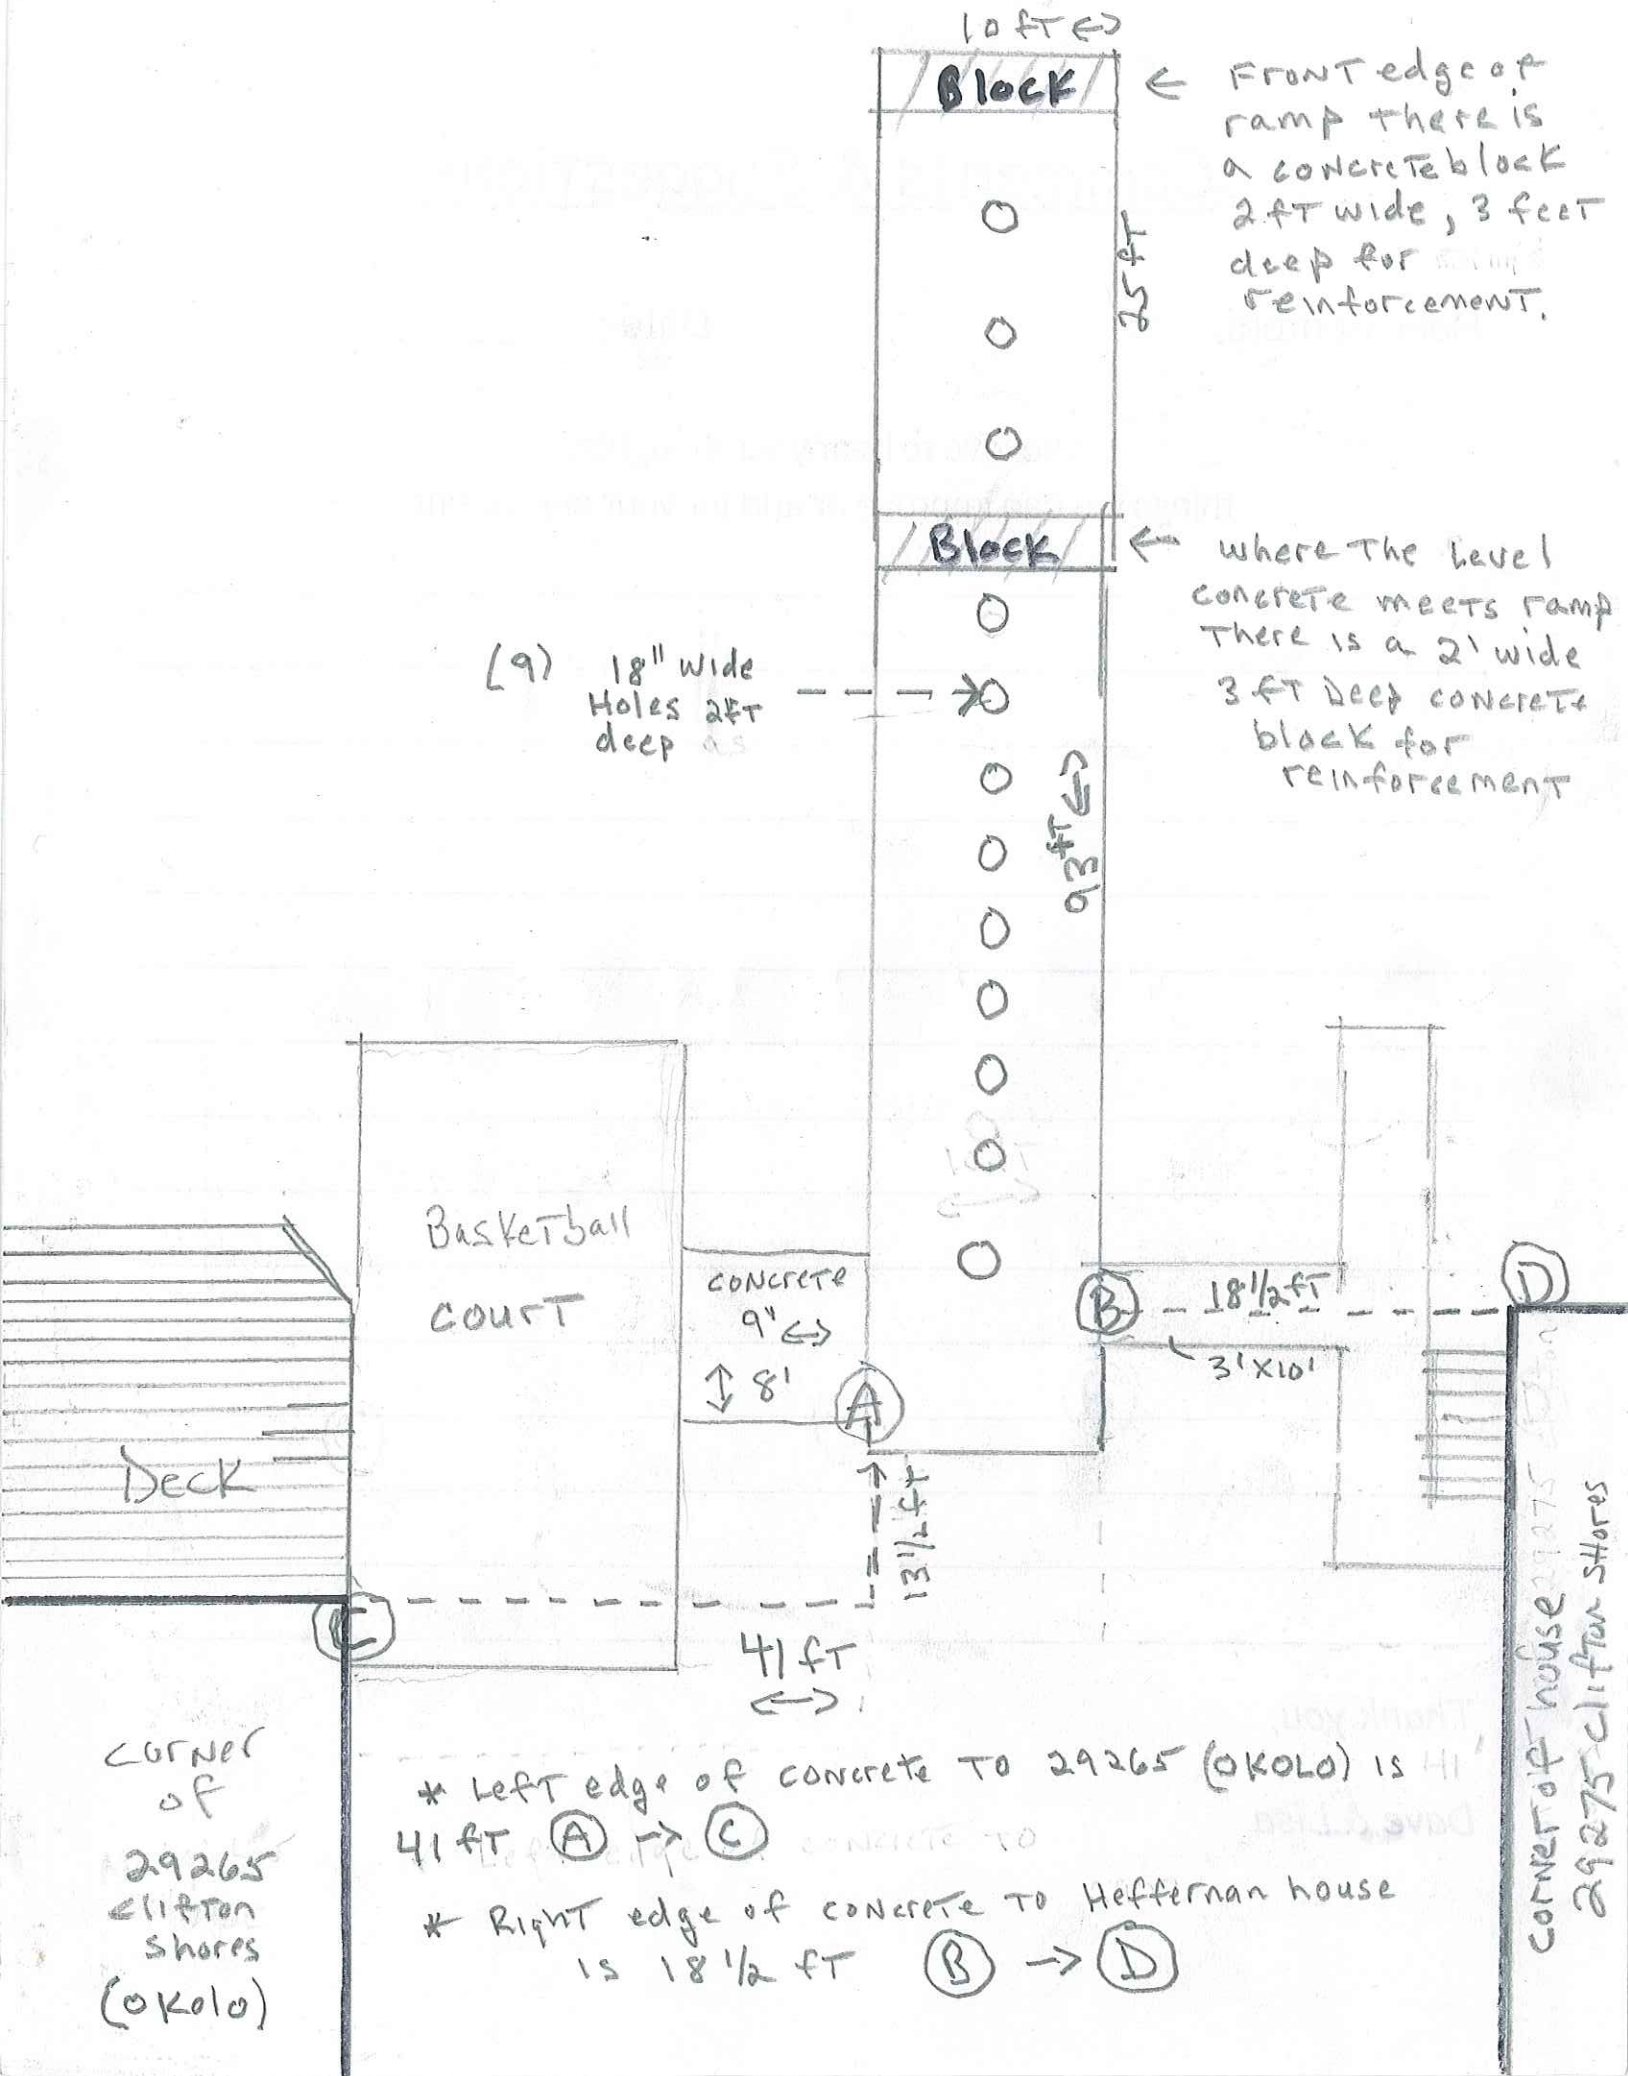 10 fT <->
Block
← FronT edge of
ramp there is
a concreTe block
2 fT wide, 3 feeT
deep for
reinforcemenT.
25 fT
Block
← where The Level
concreTe meeTs ramp
There is a 2' wide
3 fT Deep concreTe
block for
reinforcemenT
(9) 18" wide
Holes 2fT
deep
93 fT <->
BaskeTball
courT
concreTe
9" <->
↕ 8'
A
B
18 1/2 fT
D
3' x 10'
Deck
13 1/2 fT
C
41 fT
<->
corner
of
29265
clifTon
shores
(OKolo)
corner of house
29275 clifTon SHores
* LefT edge of concrete To 29265 (OKOLO) is
41 fT A → C
* RighT edge of concreTe To Heffernan house
is 18 1/2 fT B → D